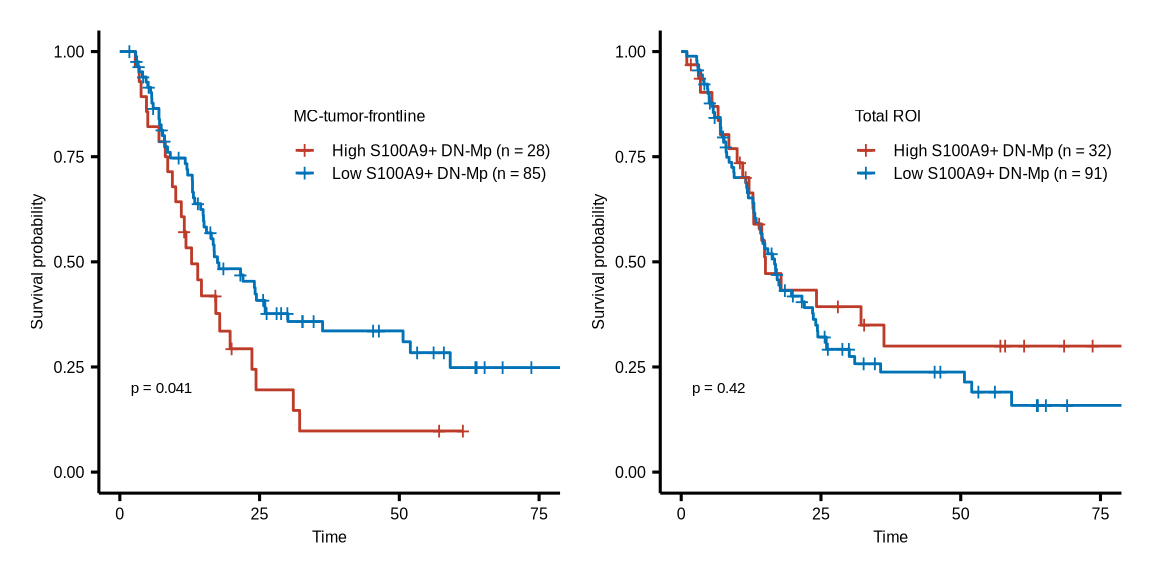 MC-tumor-frontline
High S100A9+ DN-Mp (n = 28)
Low S100A9+ DN-Mp (n = 85)
Survival probability
1.00
0.75
0.50
0.25
0.00
p = 0.041
0
25
50
75
Time
Total ROI
High S100A9+ DN-Mp (n = 32)
Low S100A9+ DN-Mp (n = 91)
Survival probability
1.00
0.75
0.50
0.25
0.00
p = 0.42
0
25
50
75
Time